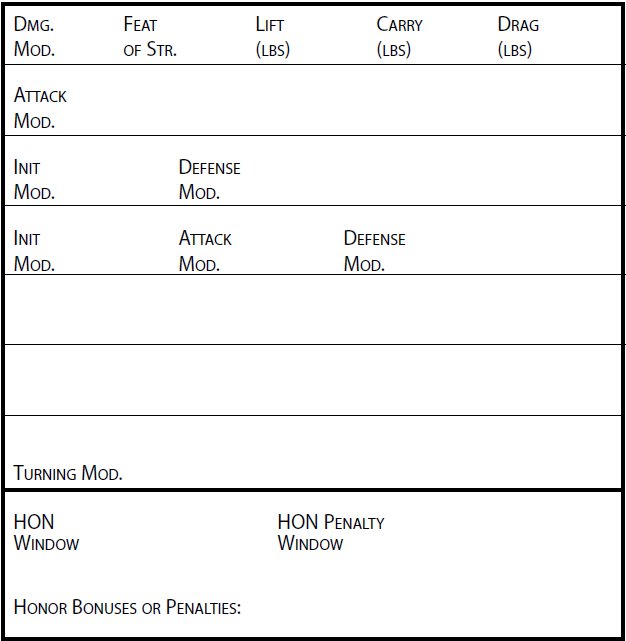 Dmg. Feat Lift Carry Drag
Mod. of Str. (lbs) (lbs) (lbs)
Attack
Mod.
Init Defense
Mod. Mod.
Init Attack Defense
Mod. Mod. Mod.
Turning Mod.
HON HON Penalty
Window Window
Honor Bonuses or Penalties: